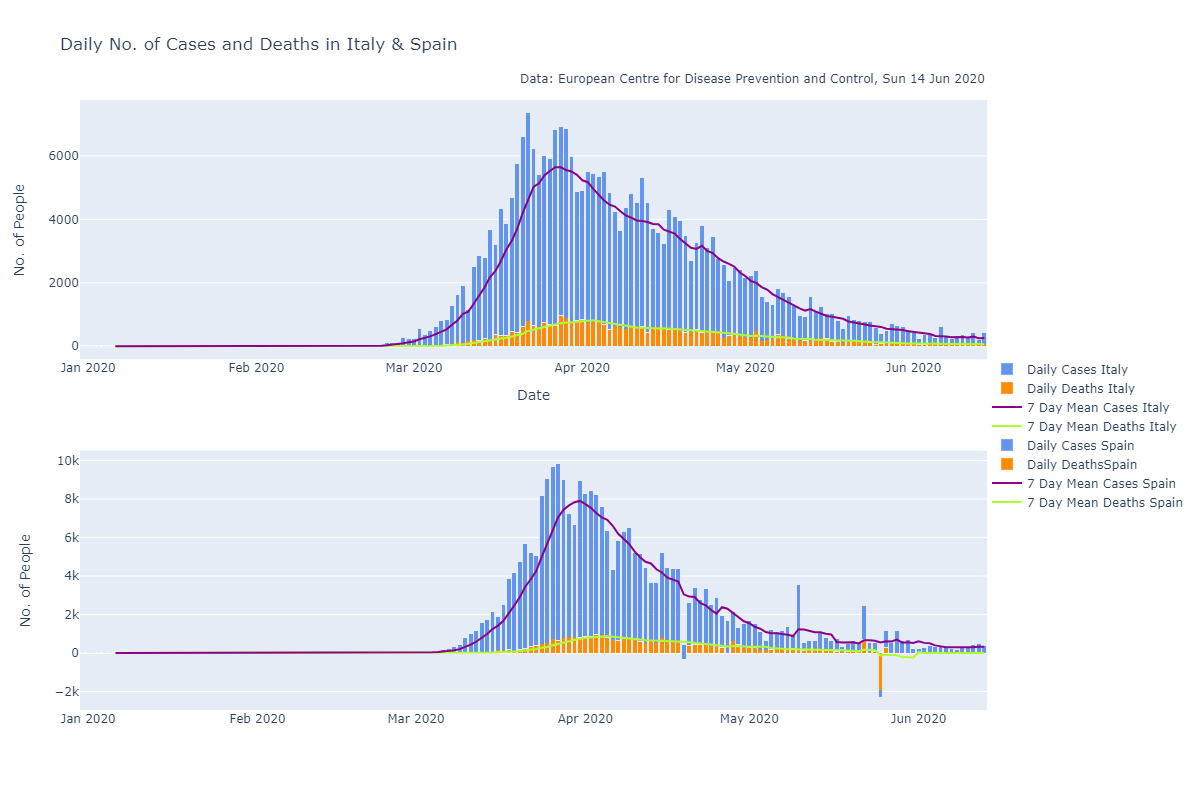 Daily No. of Cases and Deaths in Italy & Spain
Data: European Centre for Disease Prevention and Control, Sun 14 Jun 2020
No. of People
6000
4000
2000
0
Jan 2020 Feb 2020 Mar 2020 Apr 2020 May 2020 Jun 2020
Date
Daily Cases Italy
Daily Deaths Italy
7 Day Mean Cases Italy
7 Day Mean Deaths Italy
Daily Cases Spain
Daily DeathsSpain
7 Day Mean Cases Spain
7 Day Mean Deaths Spain
No. of People
10k
8k
6k
4k
2k
0
−2k
Jan 2020 Feb 2020 Mar 2020 Apr 2020 May 2020 Jun 2020